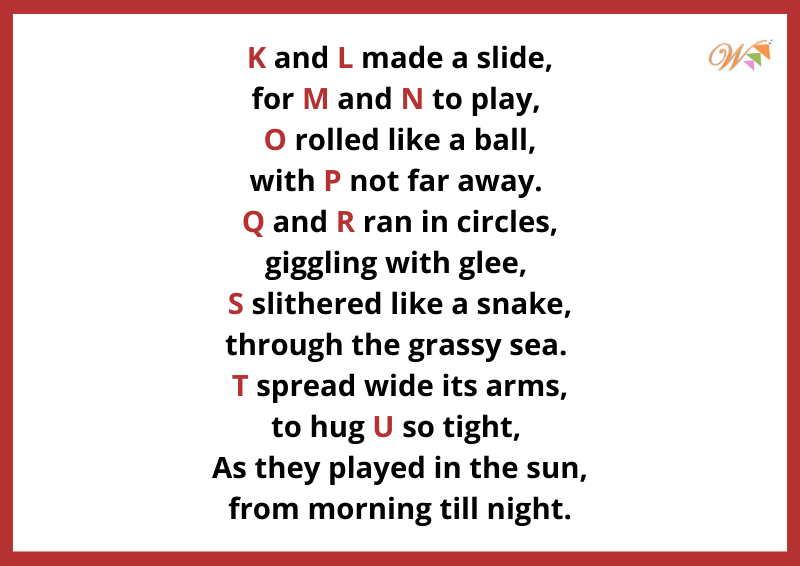 K and L made a slide,
for M and N to play,
O rolled like a ball,
with P not far away.
Q and R ran in circles,
giggling with glee,
S slithered like a snake,
through the grassy sea.
T spread wide its arms,
to hug U so tight,
As they played in the sun,
from morning till night.
W